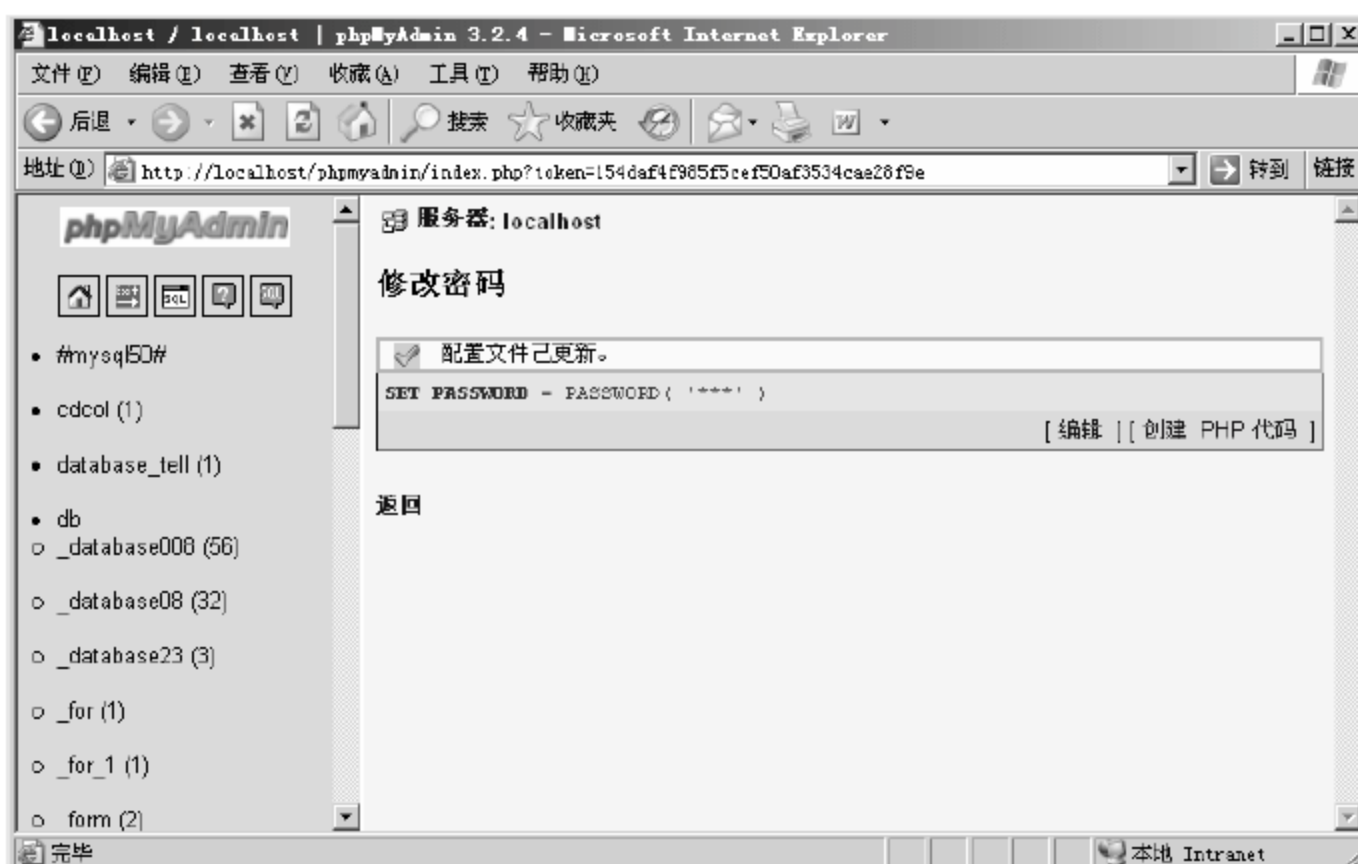 localhost / localhost | phpMyAdmin 3.2.4 - Microsoft Internet Explorer
文件(F) 编辑(E) 查看(V) 收藏(A) 工具(T) 帮助(H)
后退 搜索 收藏夹
地址(D) http://localhost/phpmyadmin/index.php?token=154daf4f985f5cef50af3534cae28f9e 转到 链接
phpMyAdmin
SQL
#mysql50#
cdcol (1)
database_tell (1)
db
_database008 (56)
_database08 (32)
_database23 (3)
_for (1)
_for_1 (1)
form (2)
服务器: localhost
修改密码
配置文件已更新。
SET PASSWORD = PASSWORD( '***' )
[ 编辑 ] [ 创建 PHP 代码 ]
返回
完毕
本地 Intranet